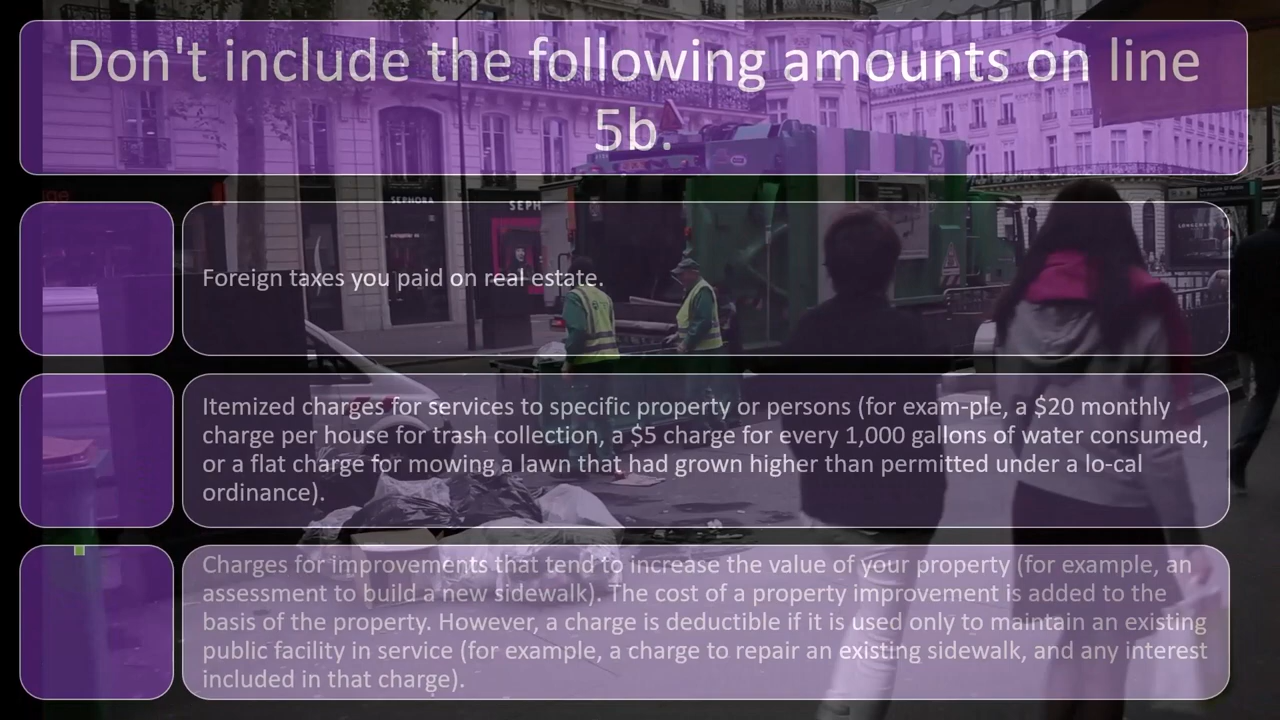 Don't include the following amounts on line
5b.
ige
SEPHORA
SEPH
Foreign taxes you paid on real estate.
LONGCHAMP
Itemized charges for services to specific property or persons (for exam-ple, a $20 monthly
charge per house for trash collection, a $5 charge for every 1,000 gallons of water consumed,
or a flat charge for mowing a lawn that had grown higher than permitted under a lo-cal
ordinance).
Charges for improvements that tend to increase the value of your property (for example, an
assessment to build a new sidewalk). The cost of a property improvement is added to the
basis of the property. However, a charge is deductible if it is used only to maintain an existing
public facility in service (for example, a charge to repair an existing sidewalk, and any interest
included in that charge).